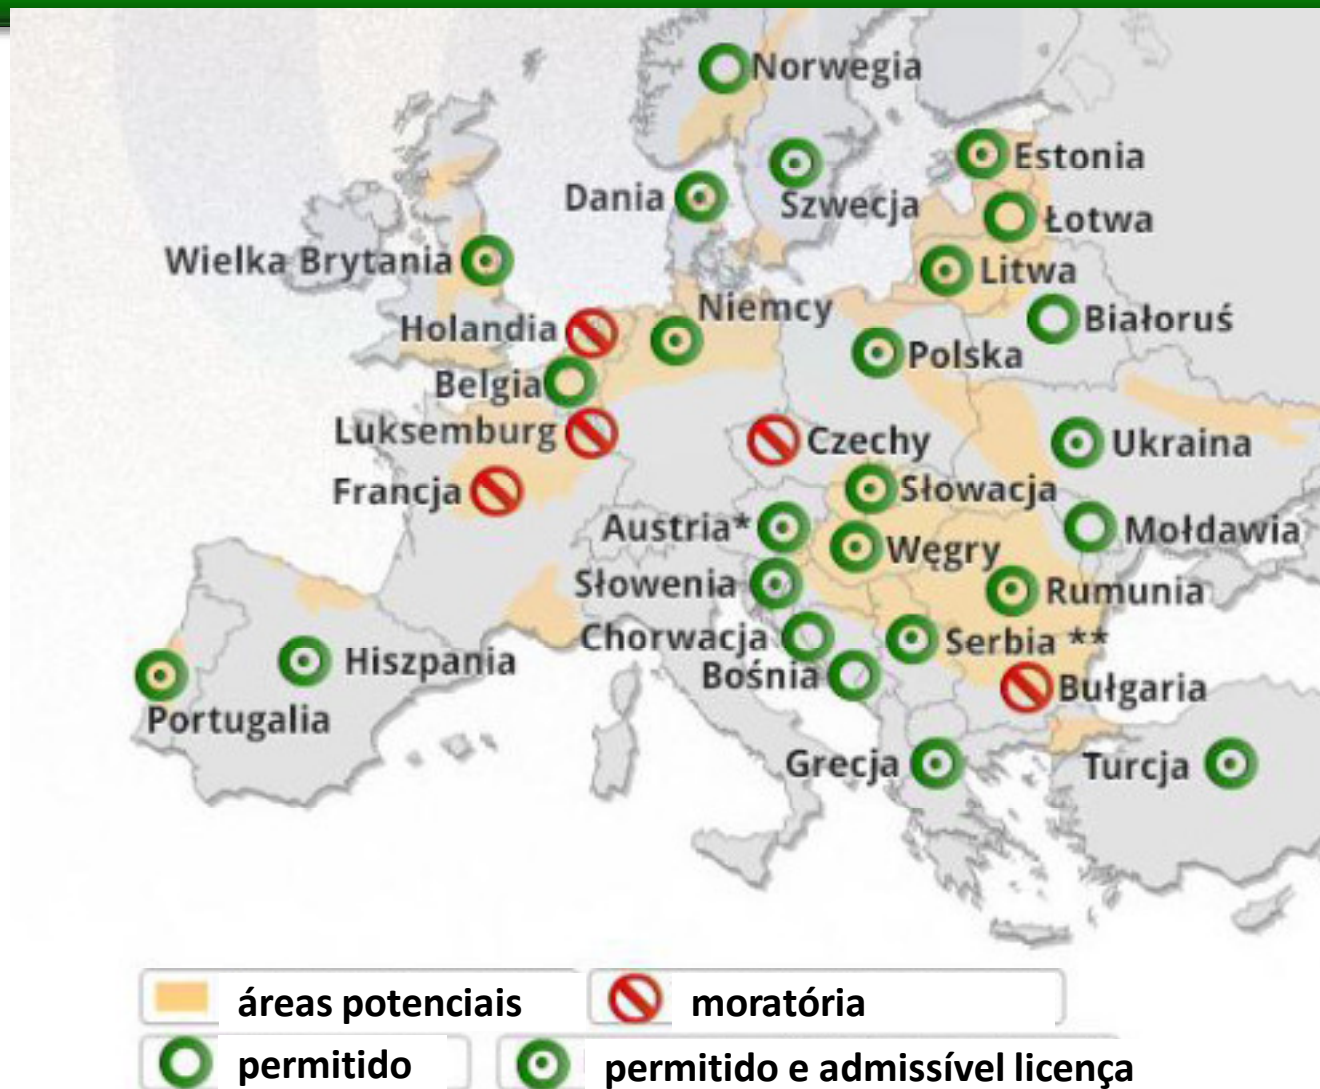 Norwegia
Estonia
Dania
Szwecja
Łotwa
Wielka Brytania
Litwa
Niemcy
Białoruś
Holandia
Polska
Belgia
Luksemburg
Czechy
Ukraina
Francja
Słowacja
Austria*
Mołdawia
Węgry
Słowenia
Rumunia
Chorwacja
Serbia **
Hiszpania
Bośnia
Bułgaria
Portugalia
Grecja
Turcja
áreas potenciais
moratória
permitido
permitido e admissível licença